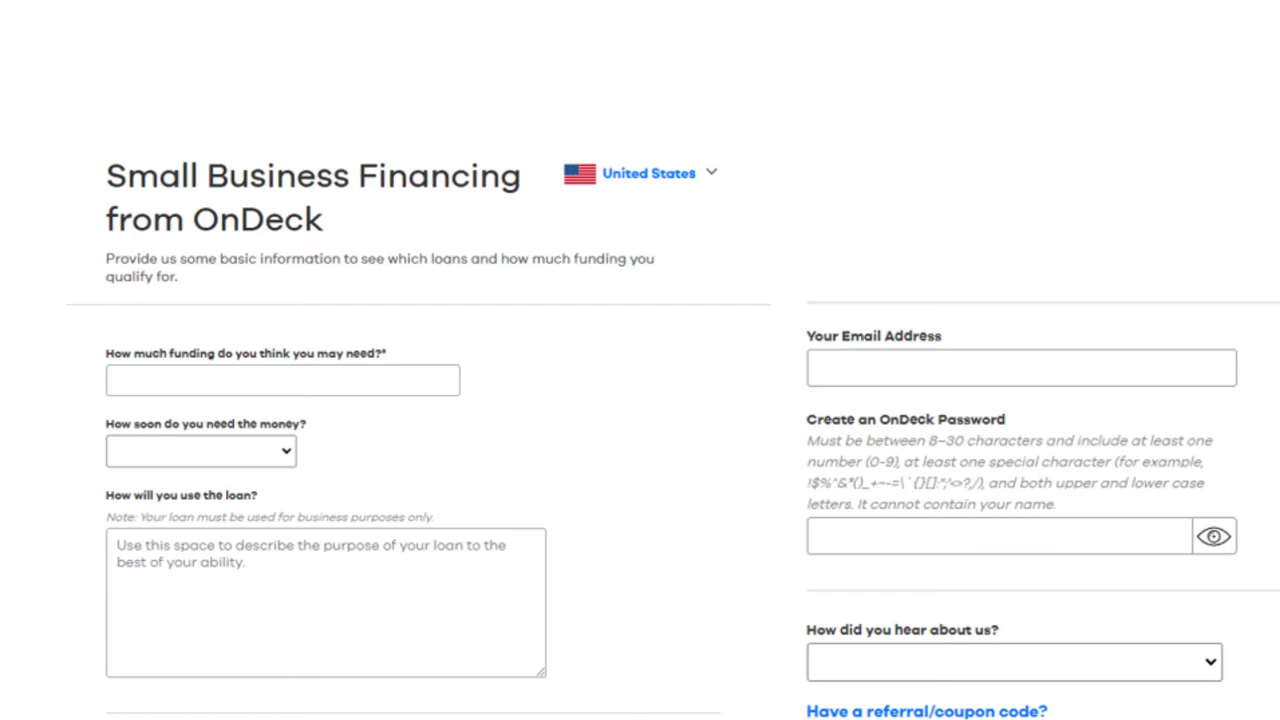 Small Business Financing
from OnDeck
United States
Provide us some basic information to see which loans and how much funding you
qualify for.
How much funding do you think you may need?*
How soon do you need the money?
How will you use the loan?
Note: Your loan must be used for business purposes only.
Use this space to describe the purpose of your loan to the
best of your ability.
Your Email Address
Create an OnDeck Password
Must be between 8-30 characters and include at least one
number (0-9), at least one special character (for example,
!$%^&*()_+~-=\`{}[]:";'<>?,/), and both upper and lower case
letters. It cannot contain your name.
How did you hear about us?
Have a referral/coupon code?